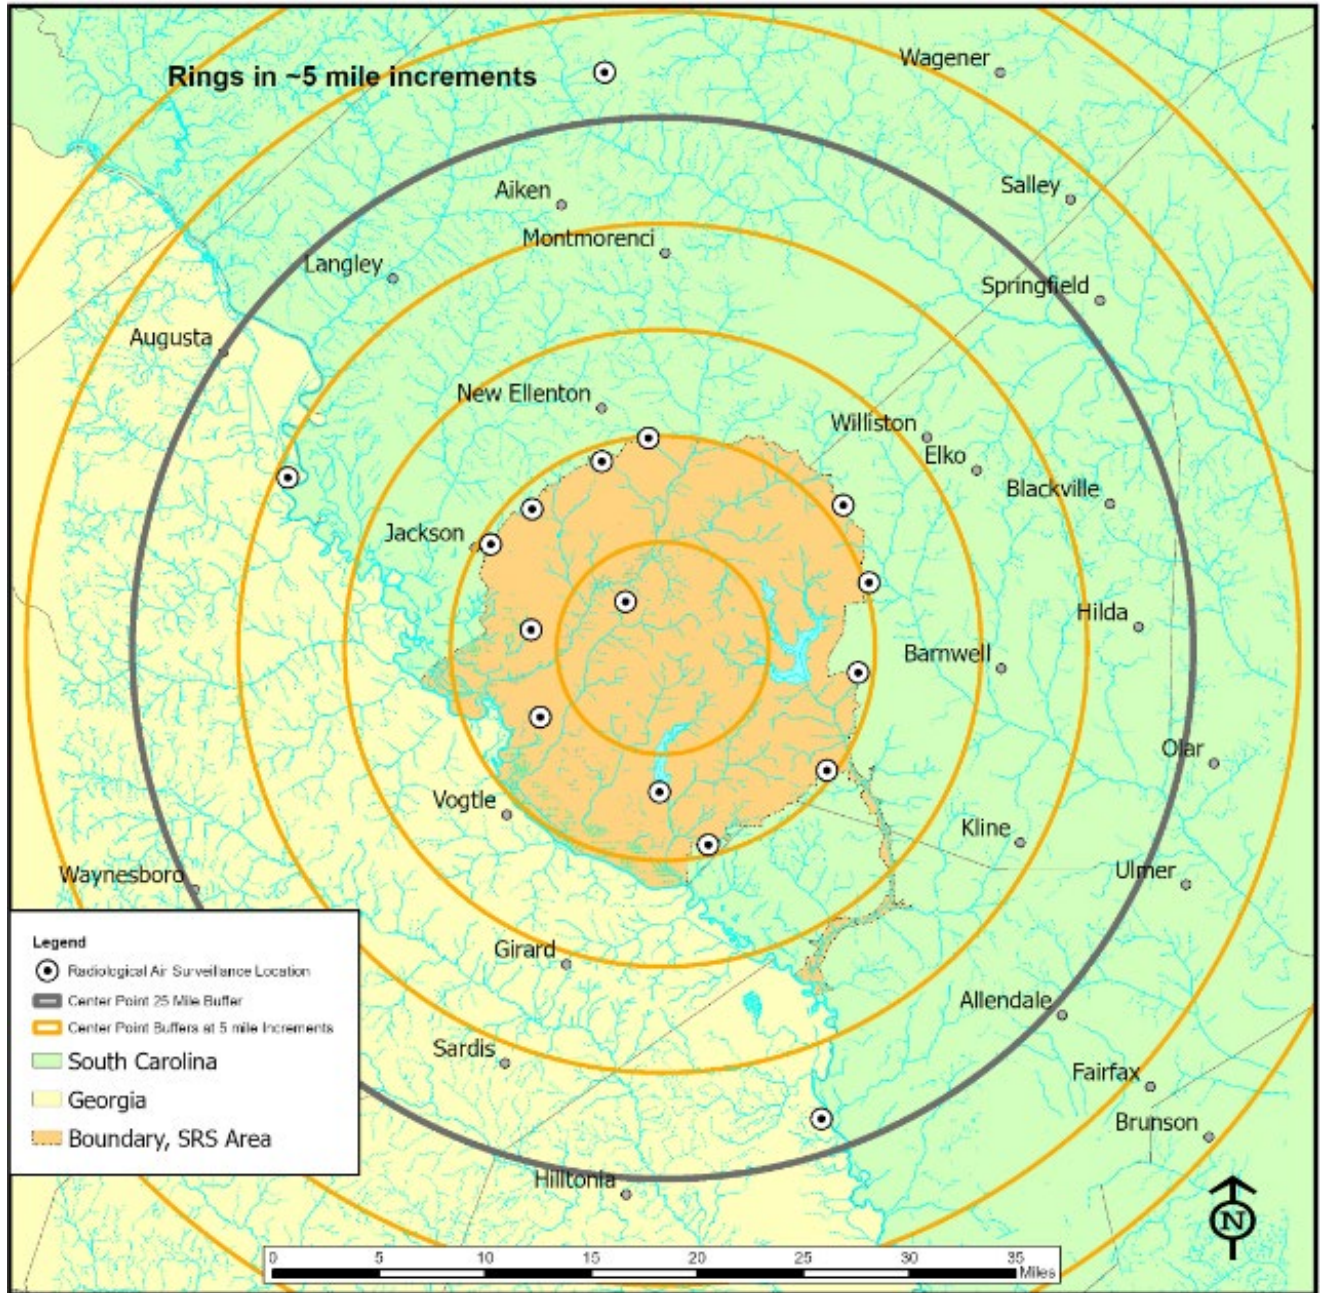 Wagener
Rings in ~5 mile increments
Aiken
Salley
Montmorenci
Langley
Springfield
Augusta
New Ellenton
Williston
Elko
Blackville
Jackson
Hilda
Barnwell
Olar
Vogtle
Kline
Waynesboro
Ulmer
Legend
Radiological Air Surveillance Location
Center Point 25 Mile Buffer
Center Point Buffers at 5 mile Increments
South Carolina
Georgia
Boundary, SRS Area
Girard
Allendale
Sardis
Fairfax
Brunson
Hilltonia
N
0 5 10 15 20 25 30 35
Miles